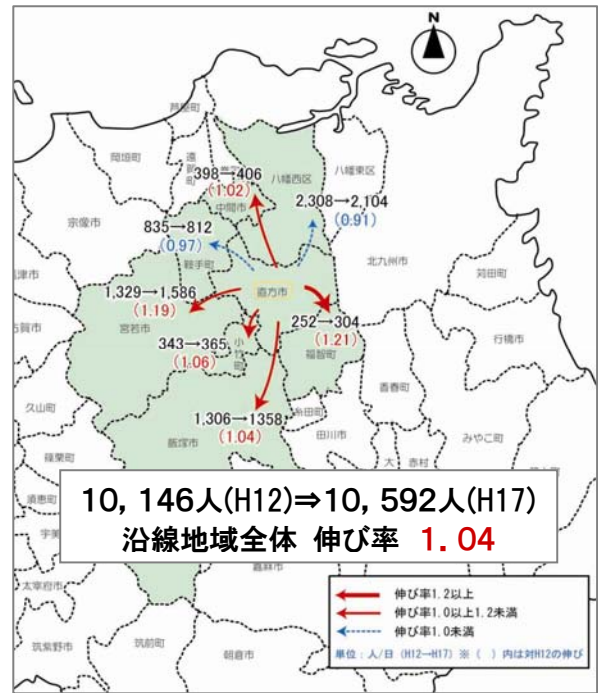 N
芦屋町
岡垣町
遠賀町
398→406
(1.02)
八幡西区
八幡東区
中間市
2,308→2,104
(0.91)
宗像市
835→812
(0.97)
鞍手町
北九州市
苅田町
1,329→1,586
(1.19)
直方市
宮若市
252→304
(1.21)
343→365
(1.06)
小竹町
福智町
行橋市
香春町
久山町
1,306→1358
(1.04)
糸田町
田川市
みやこ町
飯塚市
篠栗町
大
赤村
須恵町
10,146人(H12)⇒10,592人(H17)
沿線地域全体 伸び率 1.04
嘉麻市
太宰府市
筑紫野市
筑前町
朝倉市
伸び率1.2以上
伸び率1.0以上1.2未満
伸び率1.0未満
単位:人/日(H12→H17)※( )内は対H12の伸び